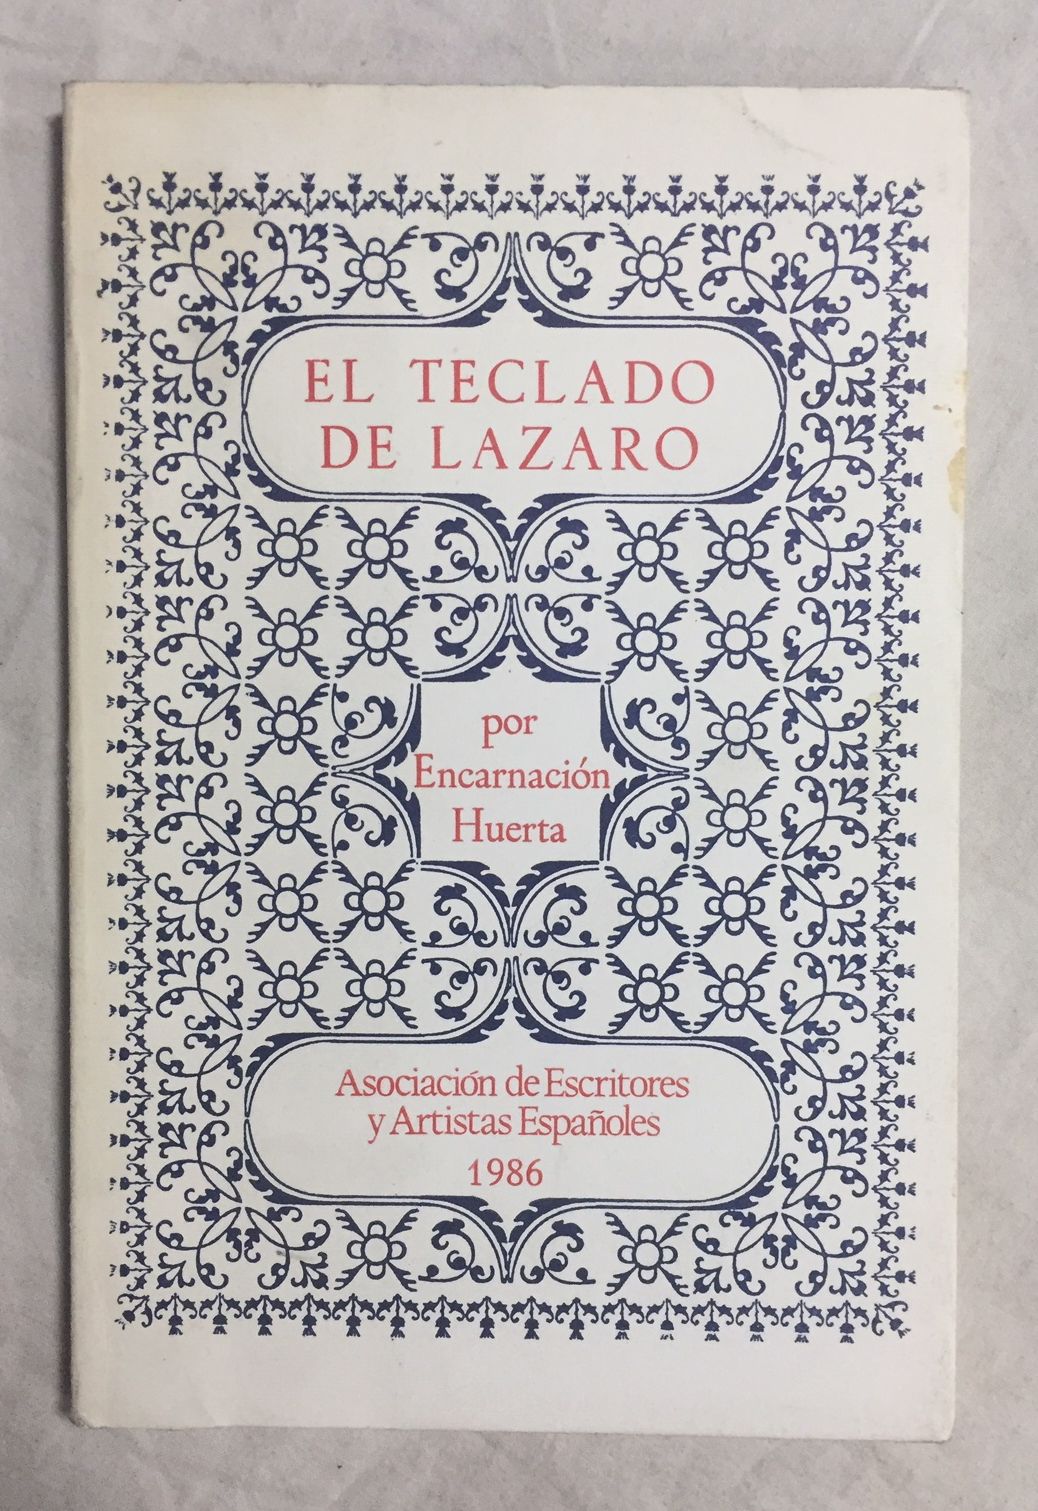 EL TECLADO
DE LAZARO
por
Encarnación
Huerta
Asociación de Escritores
y Artistas Españoles
1986